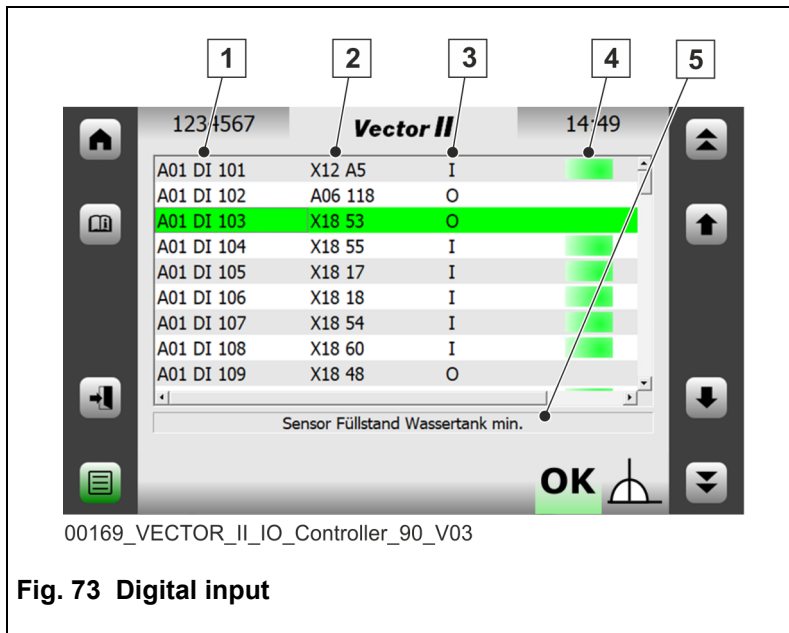 1 2 3 4 5
1234567 Vector II 14:49
A01 DI 101 X12 A5 I
A01 DI 102 A06 118 O
A01 DI 103 X18 53 O
A01 DI 104 X18 55 I
A01 DI 105 X18 17 I
A01 DI 106 X18 18 I
A01 DI 107 X18 54 I
A01 DI 108 X18 60 I
A01 DI 109 X18 48 O
Sensor Füllstand Wassertank min.
OK
00169_VECTOR_II_IO_Controller_90_V03
Fig. 73 Digital input